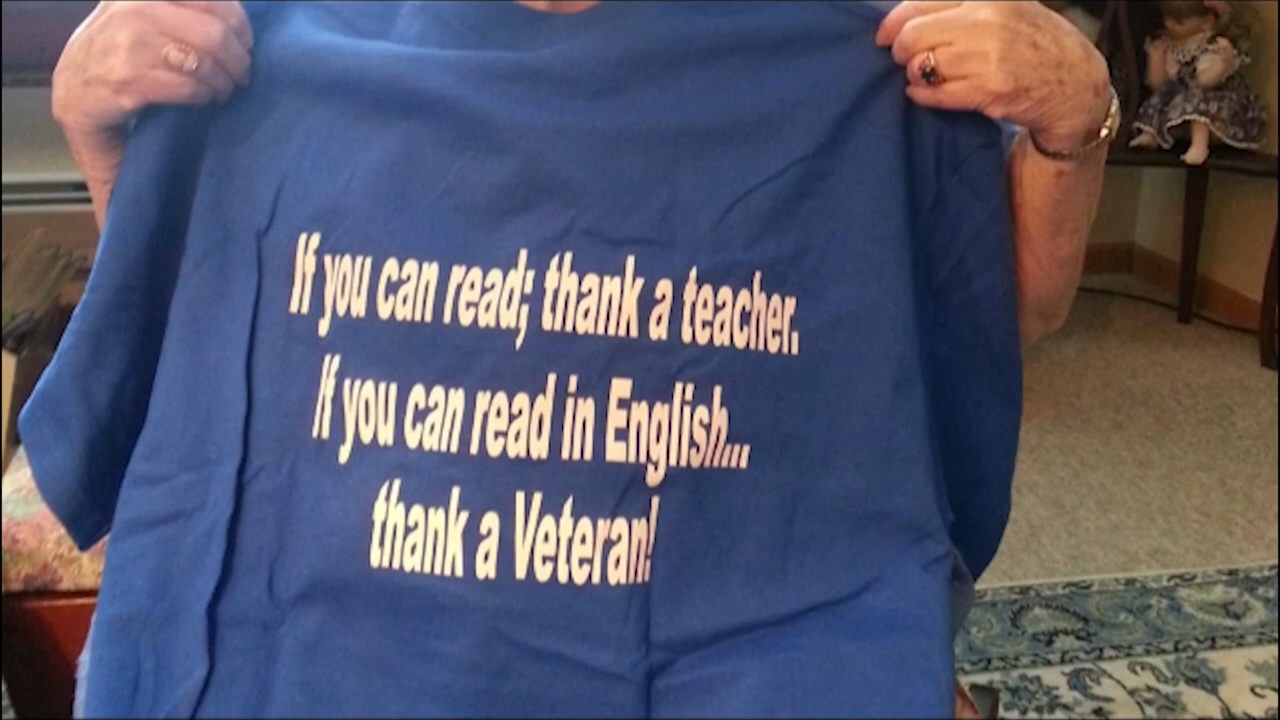 If you can read; thank a teacher.
If you can read in English...
thank a Veteran!